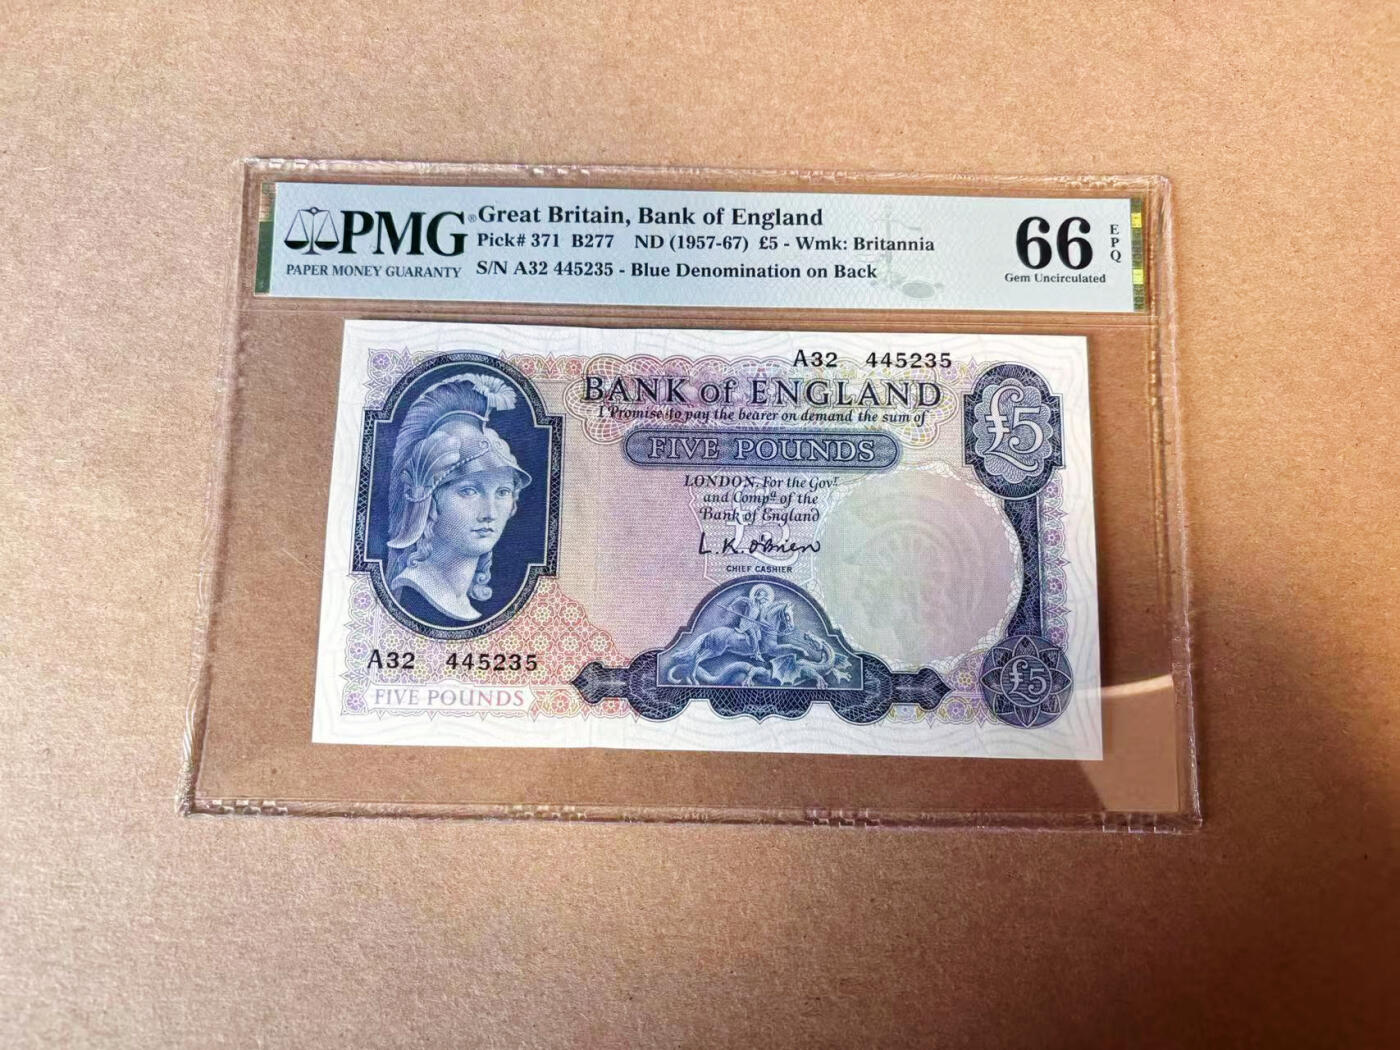 PMG®
PAPER MONEY GUARANTY
Great Britain, Bank of England
Pick# 371 B277 ND (1957-67) £5 - Wmk: Britannia
S/N A32 445235 - Blue Denomination on Back
66 EPQ
Gem Uncirculated
A32 445235
BANK of ENGLAND
I Promise to pay the bearer on demand the sum of
FIVE POUNDS
£5
LONDON, For the Govr.
and Compa. of the
Bank of England
£5
L.K. O'Brien
CHIEF CASHIER
A32 445235
FIVE POUNDS
£5